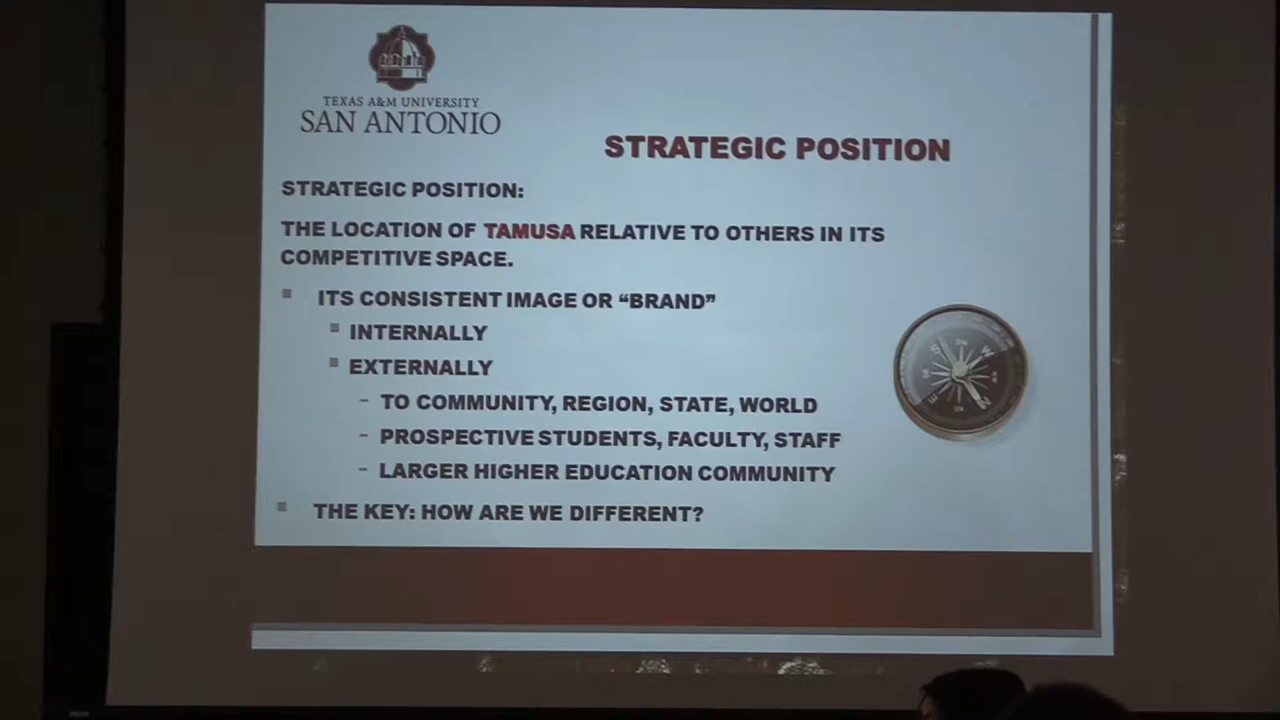 TEXAS A&M UNIVERSITY
SAN ANTONIO
STRATEGIC POSITION
STRATEGIC POSITION:
THE LOCATION OF TAMUSA RELATIVE TO OTHERS IN ITS
COMPETITIVE SPACE.
ITS CONSISTENT IMAGE OR “BRAND”
INTERNALLY
EXTERNALLY
- TO COMMUNITY, REGION, STATE, WORLD
- PROSPECTIVE STUDENTS, FACULTY, STAFF
- LARGER HIGHER EDUCATION COMMUNITY
THE KEY: HOW ARE WE DIFFERENT?